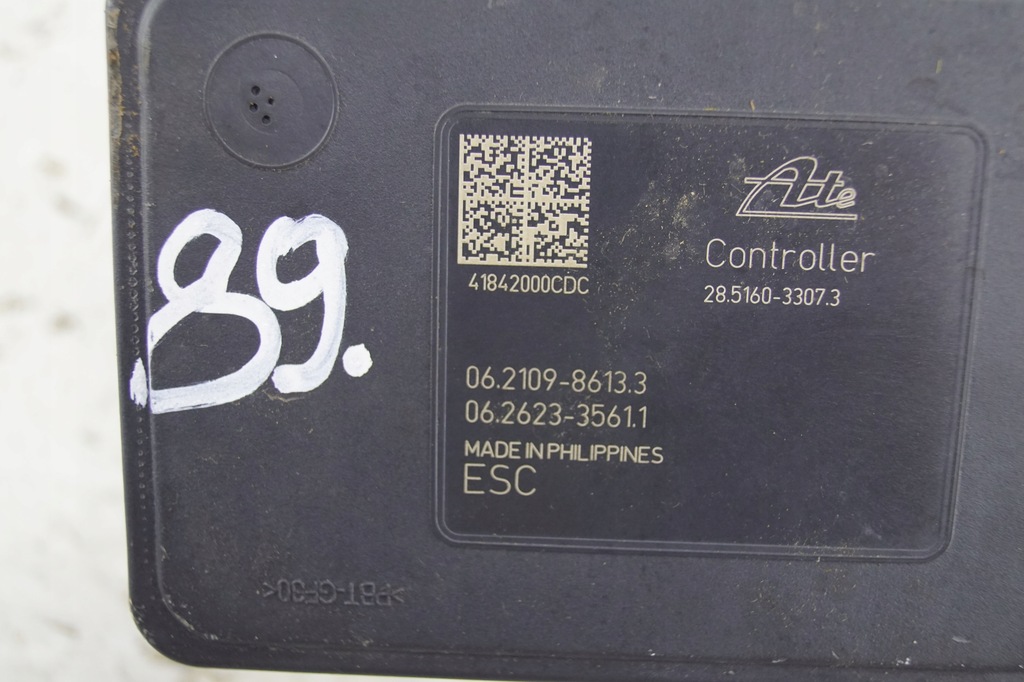 Ate
Controller
28.5160-3307.3
41842000CDC
.89.
06.2109-8613.3
06.2623-3561.1
MADE IN PHILIPPINES
ESC
>PBT-GF30<